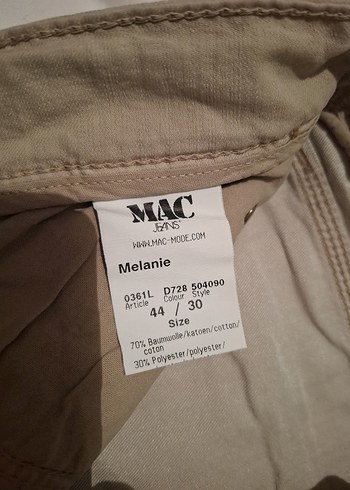 MAC
JEANS
WWW.MAC-MODE.COM
Melanie
0361L D728 504090
Article Colour Style
44 / 30
Size
70% Baumwolle/katoen/cotton/
coton
30% Polyester/polyester/